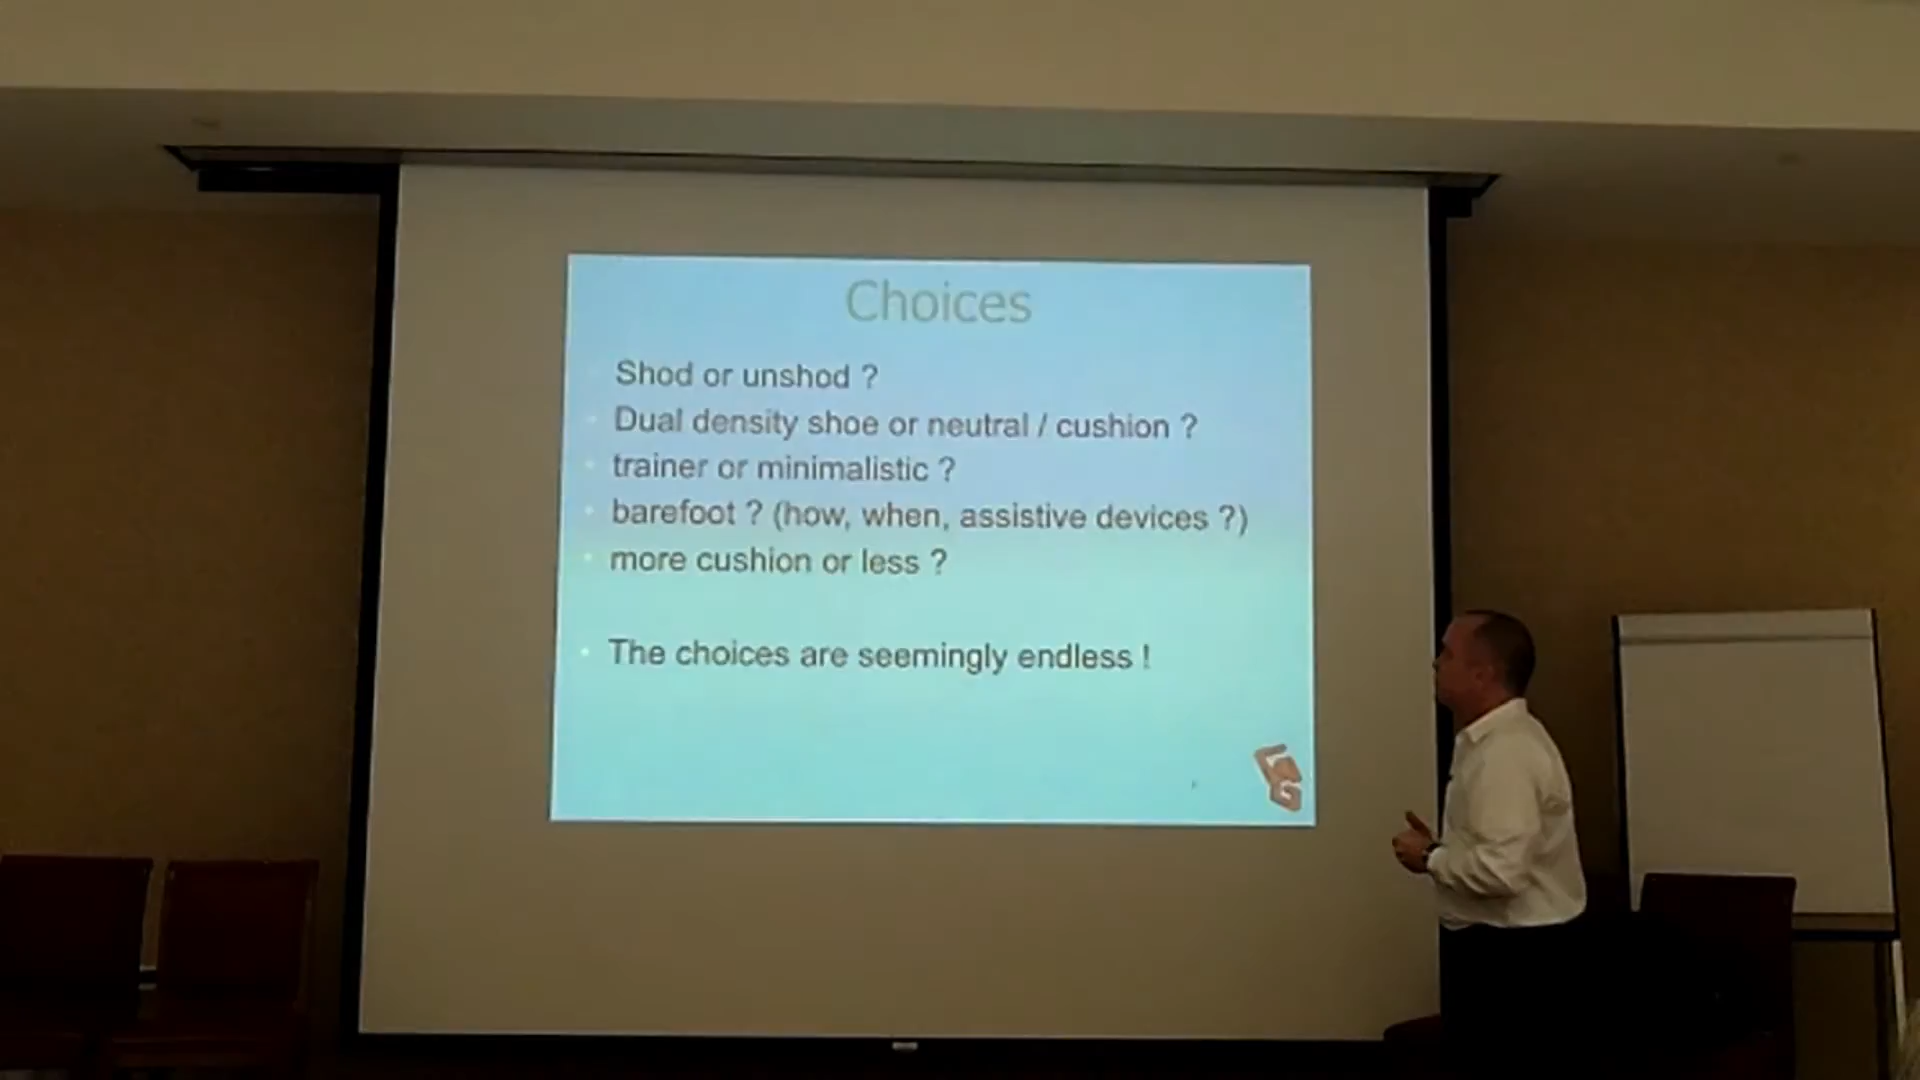 Choices
Shod or unshod ?
Dual density shoe or neutral / cushion ?
trainer or minimalistic ?
barefoot ? (how, when, assistive devices ?)
more cushion or less ?
The choices are seemingly endless !